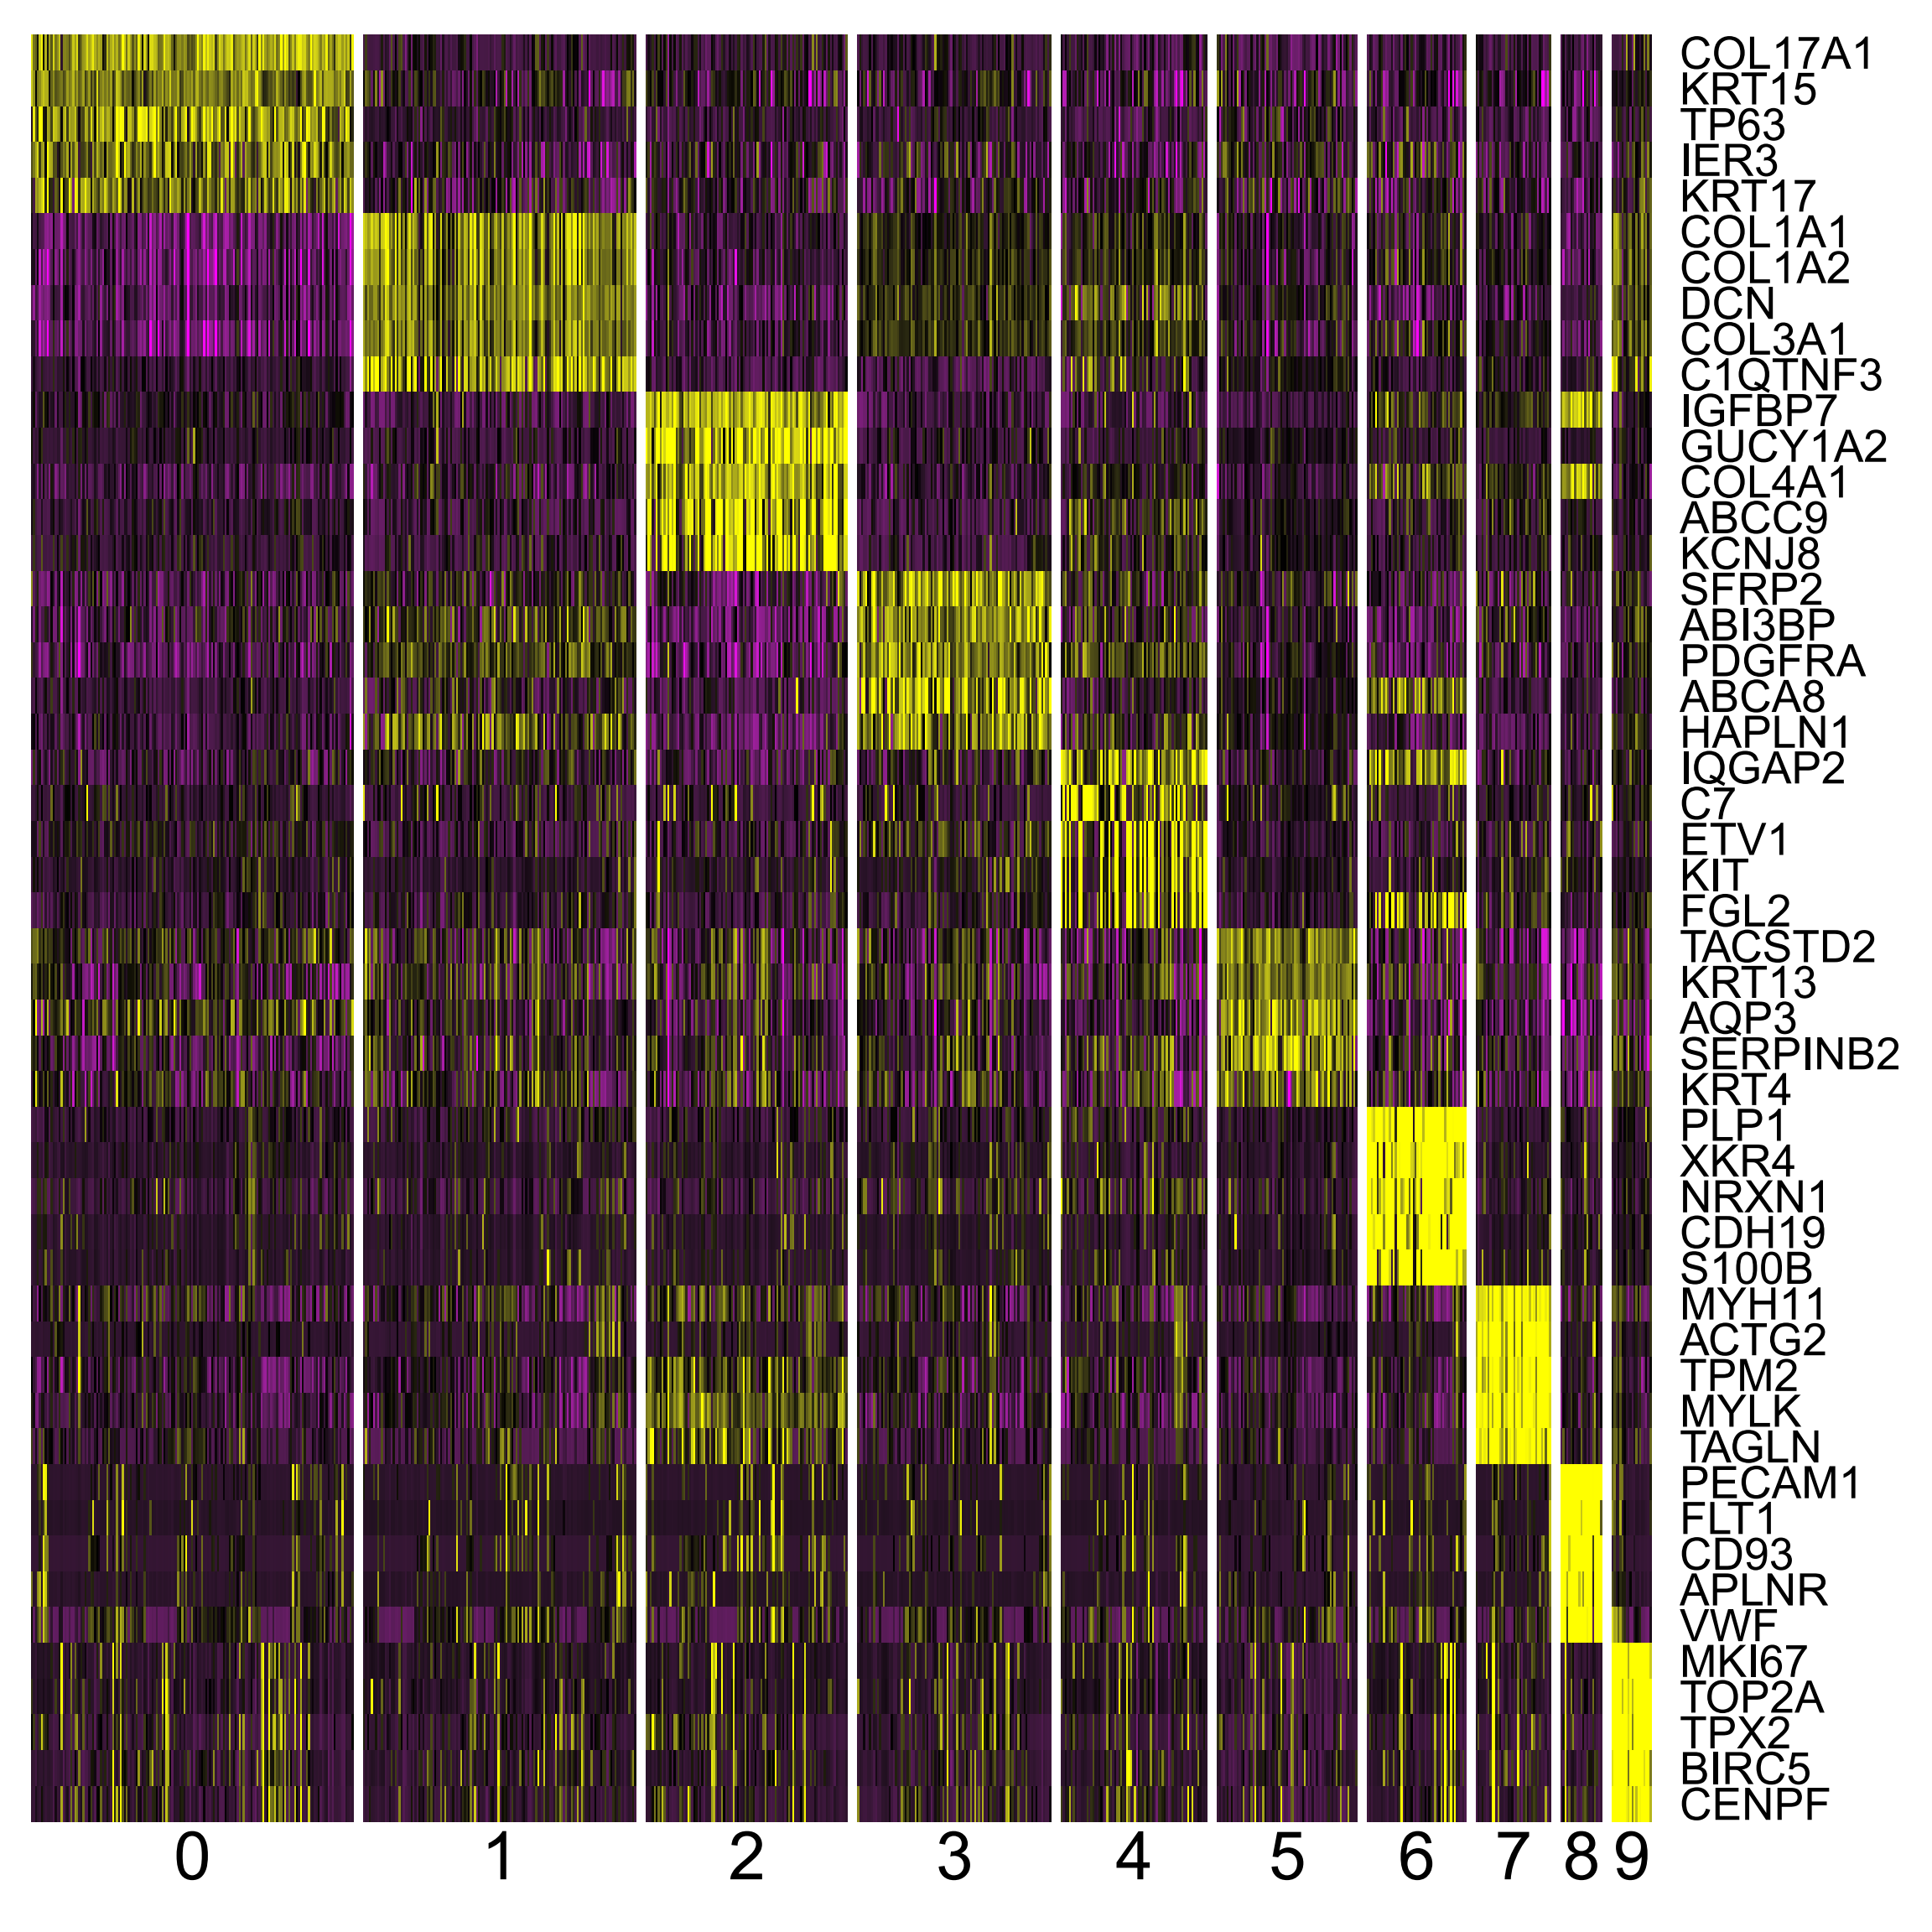 COL17A1
KRT15
TP63
IER3
KRT17
COL1A1
COL1A2
DCN
COL3A1
C1QTNF3
IGFBP7
GUCY1A2
COL4A1
ABCC9
KCNJ8
SFRP2
ABI3BP
PDGFRA
ABCA8
HAPLN1
IQGAP2
C7
ETV1
KIT
FGL2
TACSTD2
KRT13
AQP3
SERPINB2
KRT4
PLP1
XKR4
NRXN1
CDH19
S100B
MYH11
ACTG2
TPM2
MYLK
TAGLN
PECAM1
FLT1
CD93
APLNR
VWF
MKI67
TOP2A
TPX2
BIRC5
CENPF
0 1 2 3 4 5 6 7 8 9